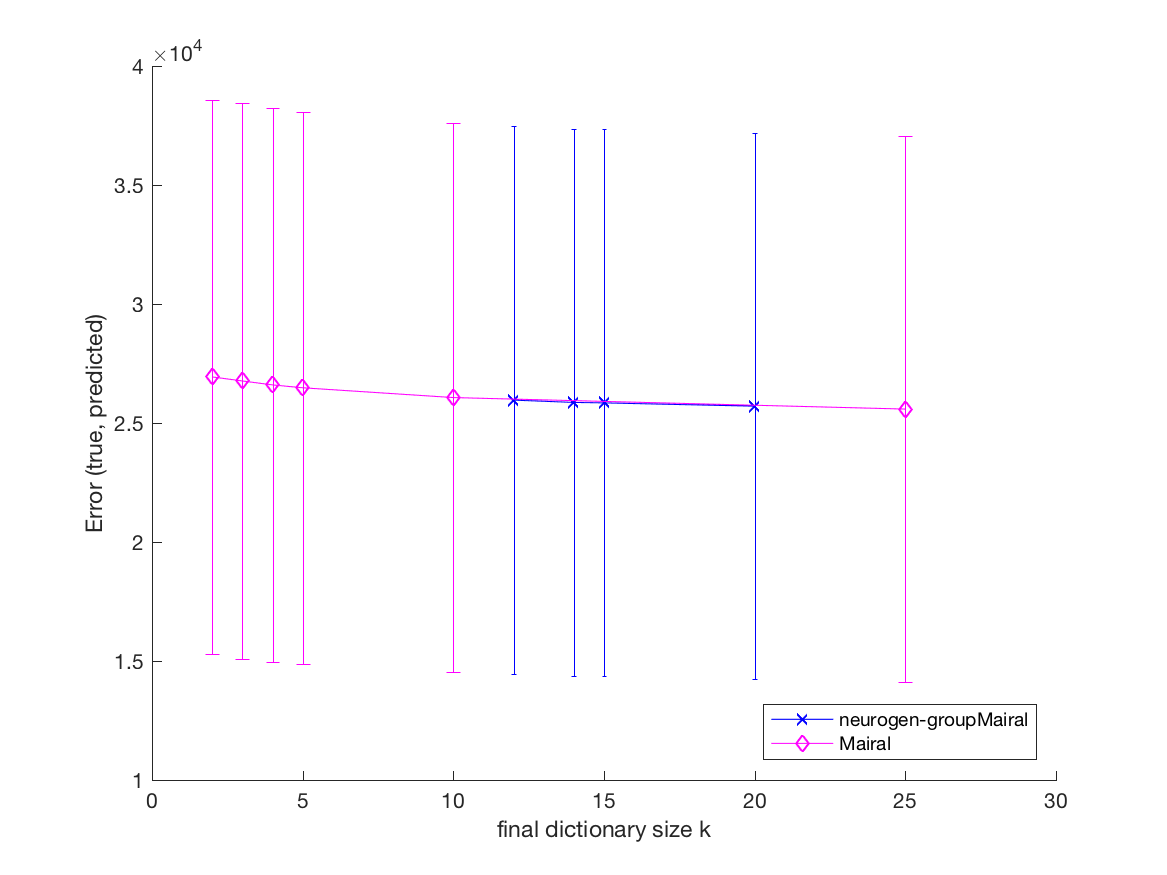 ×10^4
4
3.5
3
2.5
2
1.5
1
Error (true, predicted)
0 5 10 15 20 25 30
final dictionary size k
neurogen-groupMairal
Mairal